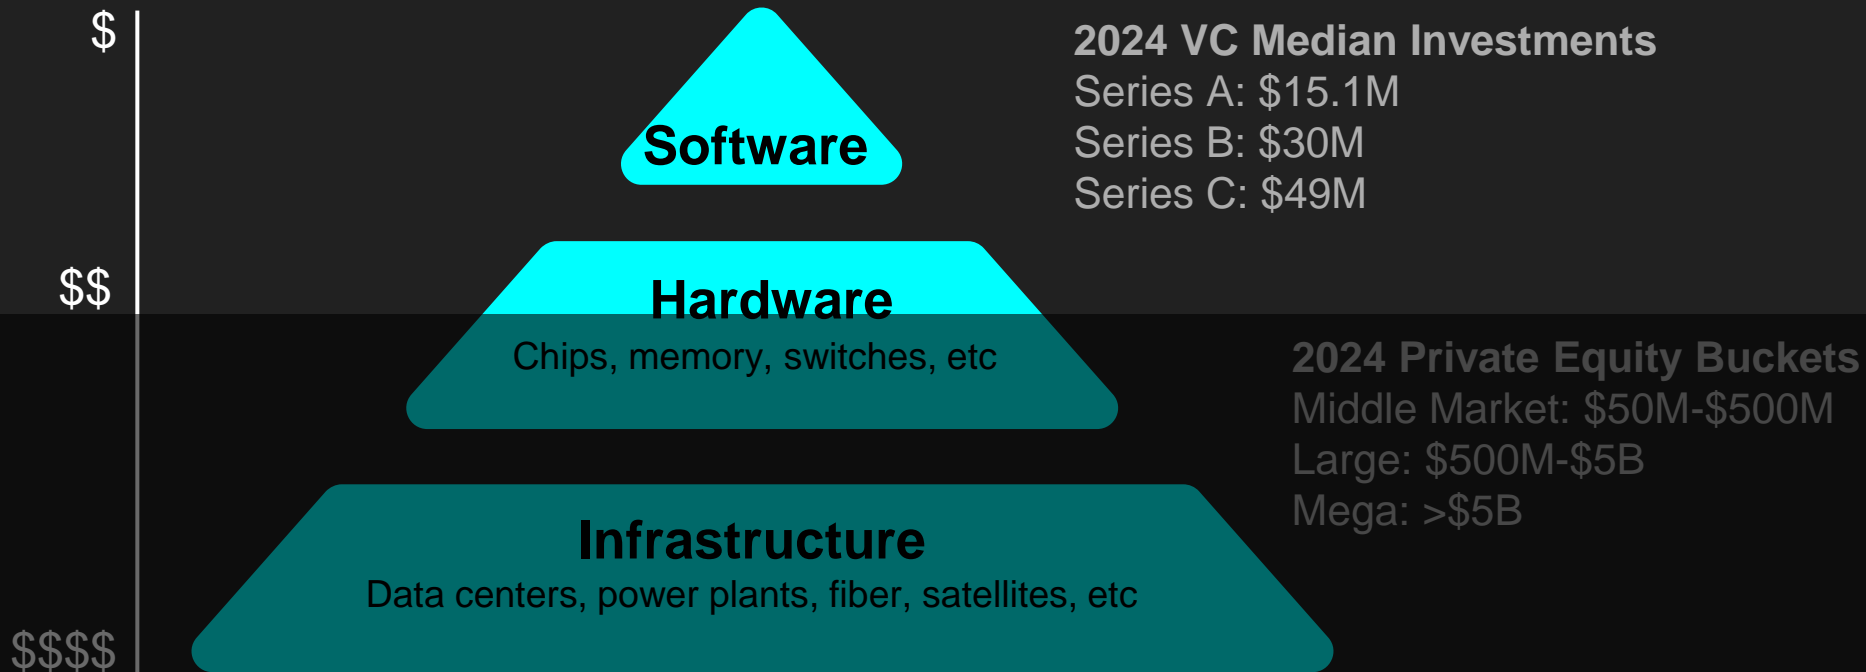 $
2024 VC Median Investments
Series A: $15.1M
Software
Series B: $30M
Series C: $49M
$$
Hardware
Chips, memory, switches, etc
2024 Private Equity Buckets
Middle Market: $50M-$500M
Large: $500M-$5B
Mega: >$5B
Infrastructure
Data centers, power plants, fiber, satellites, etc
$$$$